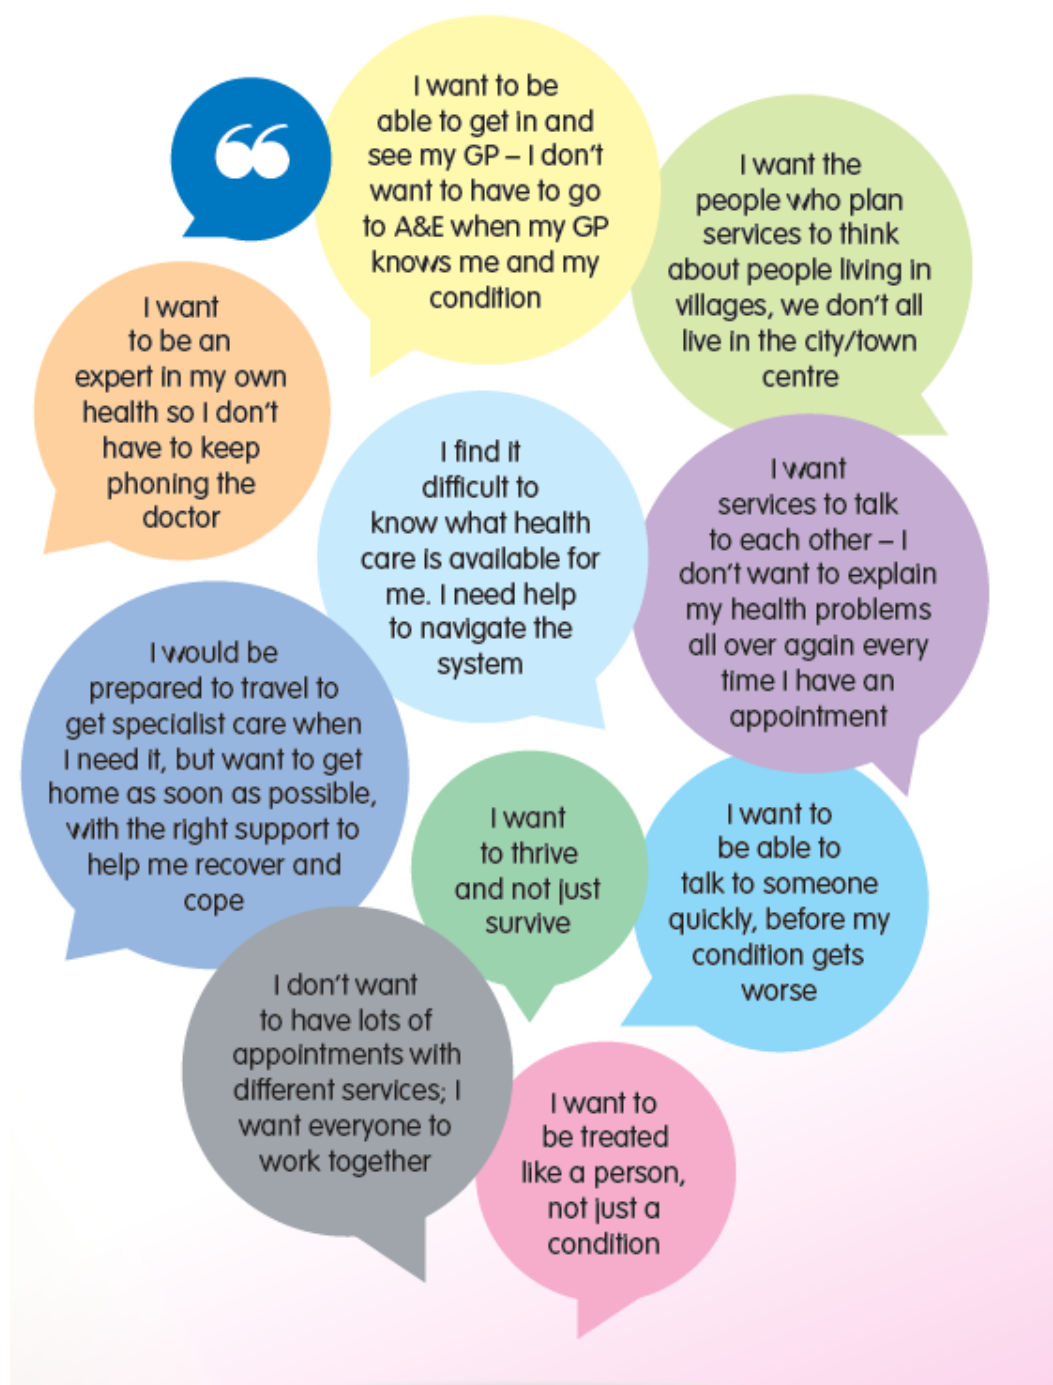 “
I want to be
able to get in and
see my GP – I don’t
want to have to go
to A&E when my GP
knows me and my
condition
I want the
people who plan
services to think
about people living in
villages, we don’t all
live in the city/town
centre
I want
to be an
expert in my own
health so I don’t
have to keep
phoning the
doctor
I find it
difficult to
know what health
care is available for
me. I need help
to navigate the
system
I want
services to talk
to each other – I
don’t want to explain
my health problems
all over again every
time I have an
appointment
I would be
prepared to travel to
get specialist care when
I need it, but want to get
home as soon as possible,
with the right support to
help me recover and
cope
I want
to thrive
and not just
survive
I want to
be able to
talk to someone
quickly, before my
condition gets
worse
I don’t want
to have lots of
appointments with
different services; I
want everyone to
work together
I want to
be treated
like a person,
not just a
condition